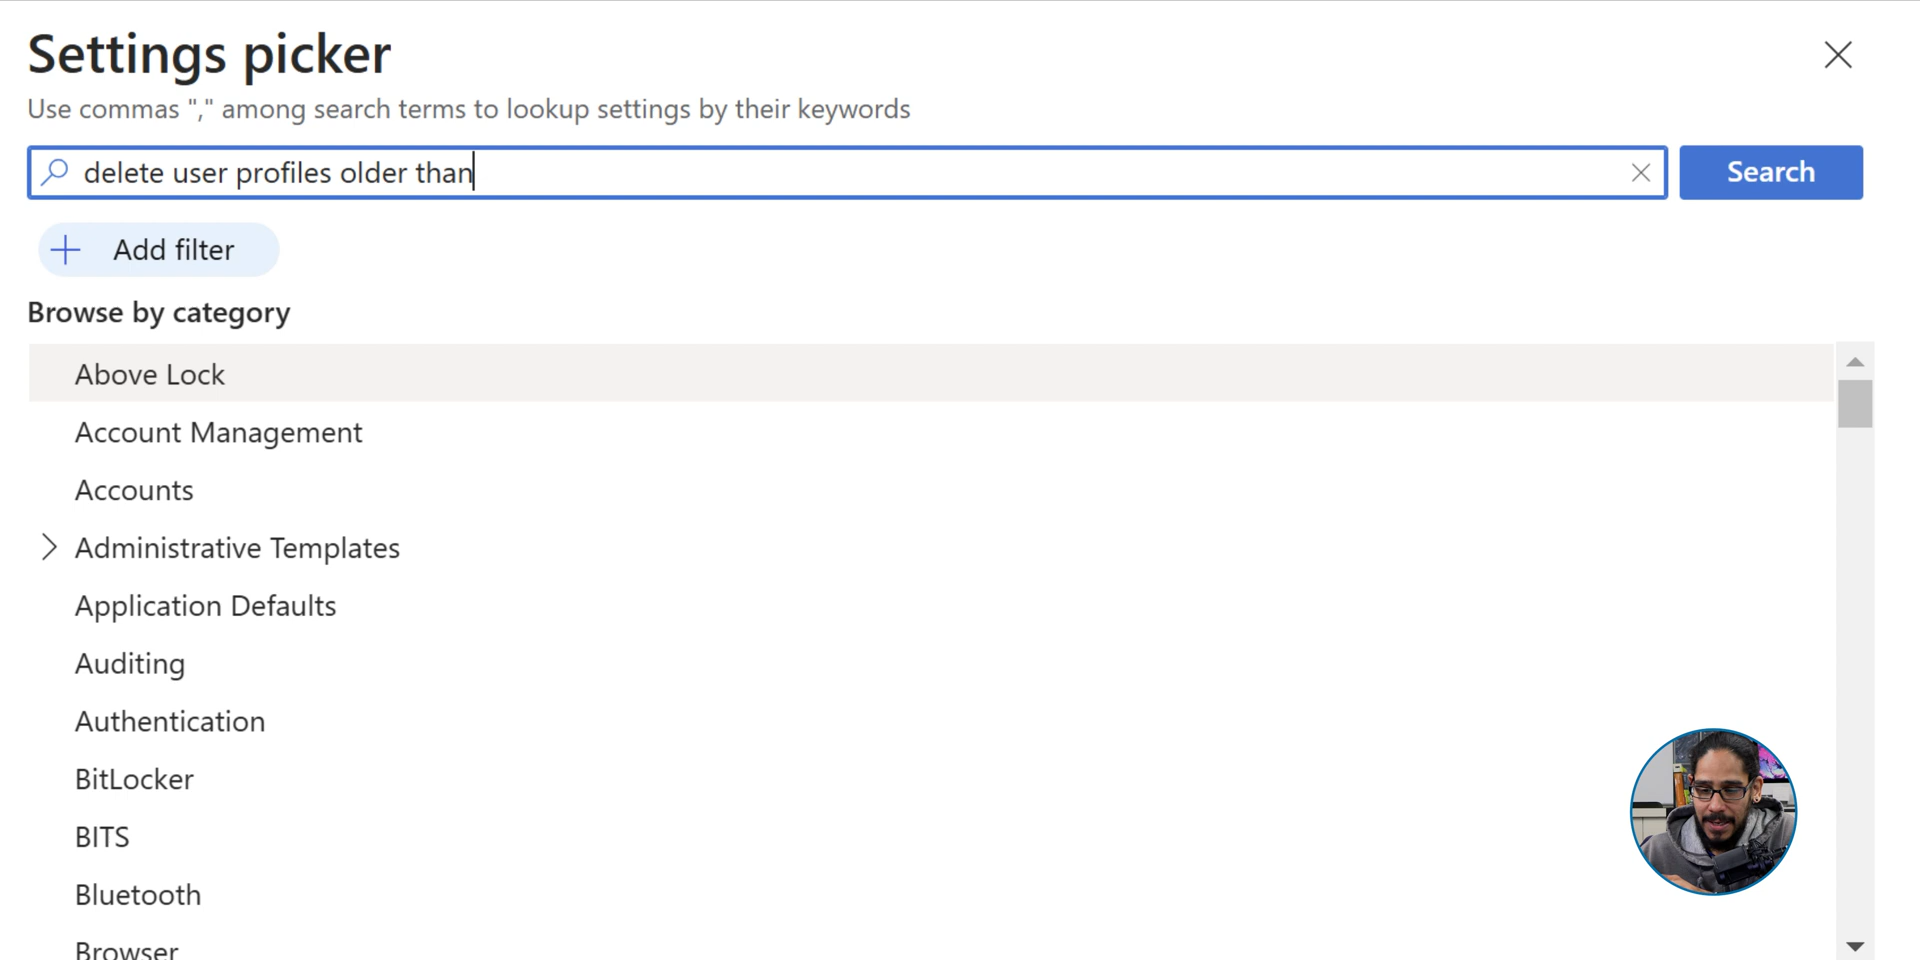 Settings picker
Use commas "," among search terms to lookup settings by their keywords
delete user profiles older than
Search
Add filter
Browse by category
Above Lock
Account Management
Accounts
Administrative Templates
Application Defaults
Auditing
Authentication
BitLocker
BITS
Bluetooth
Browser